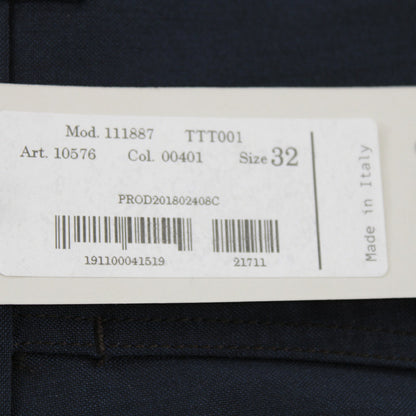 Mod. 111887 TTT001
Art. 10576 Col. 00401 Size 32
PROD201802408C
191100041519 21711
Made in Italy